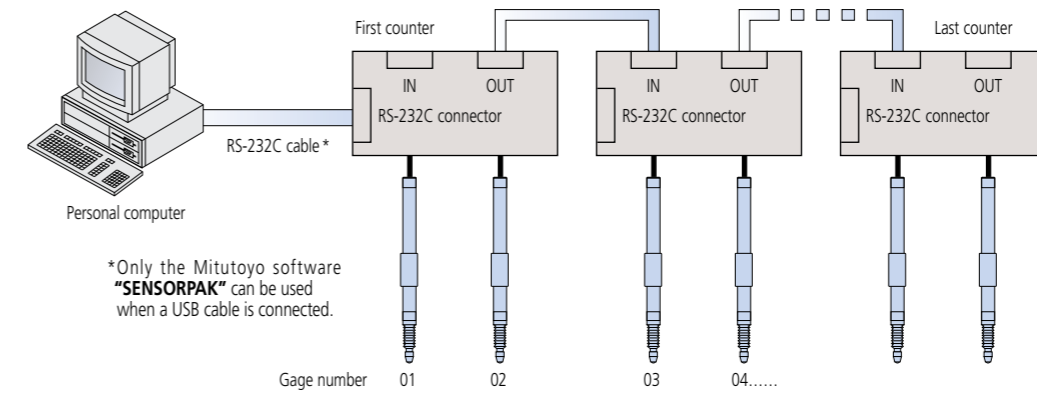 First counter
Last counter
IN OUT
IN OUT
IN OUT
RS-232C connector
RS-232C connector
RS-232C connector
RS-232C cable *
Personal computer
*Only the Mitutoyo software
“SENSORPAK” can be used
when a USB cable is connected.
Gage number 01 02 03 04......